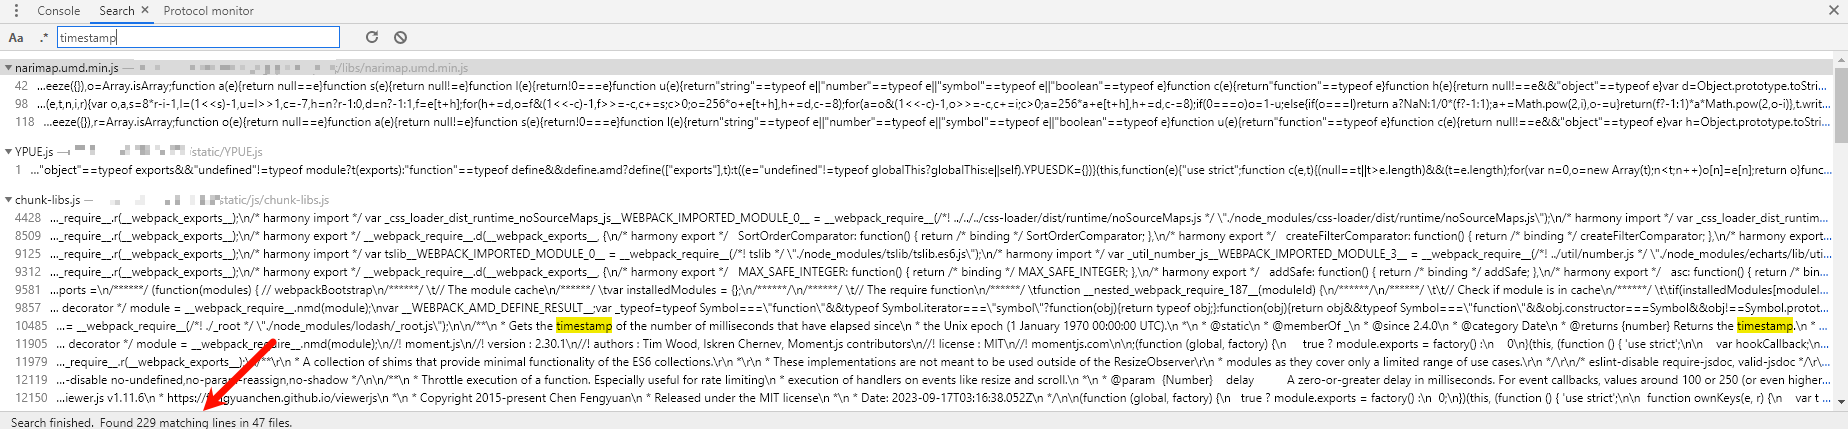 Console Search × Protocol monitor
Aa .* timestamp
narimap.umd.min.js — /libs/narimap.umd.min.js
42 ...eeze({}),o=Array.isArray;function a(e){return null==e}function s(e){return null!=e}function l(e){return!0===e}function u(e){return"string"==typeof e||"number"==typeof e||"symbol"==typeof e||"boolean"==typeof e}function c(e){return"function"==typeof e}function h(e){return null!==e&&"object"==typeof e}var d=Object.prototype.toStri...
98 ...(e,t,n,i,r){var o,a,s=8*r-i-1,l=(1<<s)-1,u=l>>1,c=-7,h=n?r-1:0,d=n?-1:1,f=e[t+h];for(h+=d,o=f&(1<<-c)-1,f>>=-c,c+=s;c>0;o=256*o+e[t+h],h+=d,c-=8);for(a=o&(1<<-c)-1,o>>=-c,c+=i;c>0;a=256*a+e[t+h],h+=d,c-=8);if(0===o)o=1-u;else{if(o===l)return a?NaN:1/0*(f?-1:1);a+=Math.pow(2,i),o-=u}return(f?-1:1)*a*Math.pow(2,o-i)},t.writ...
118 ...eeze({}),r=Array.isArray;function o(e){return null==e}function a(e){return null!=e}function s(e){return!0===e}function l(e){return"string"==typeof e||"number"==typeof e||"symbol"==typeof e||"boolean"==typeof e}function u(e){return"function"==typeof e}function c(e){return null!==e&&"object"==typeof e}var h=Object.prototype.toStrin...
YPUE.js — static/YPUE.js
1 ..."object"==typeof exports&&"undefined"!=typeof module?t(exports):"function"==typeof define&&define.amd?define(["exports"],t):t((e="undefined"!=typeof globalThis?globalThis:e||self).YPUESDK={})}(this,function(e){"use strict";function c(e,t){(null==t||t>e.length)&&(t=e.length);for(var n=0,o=new Array(t);n<t;n++)o[n]=e[n];return o}func...
chunk-libs.js — static/js/chunk-libs.js
4428 ..._require__.r(__webpack_exports__);\n/* harmony import */ var _css_loader_dist_runtime_noSourceMaps_js__WEBPACK_IMPORTED_MODULE_0__ = __webpack_require__(/*! ../../../css-loader/dist/runtime/noSourceMaps.js */ \"./node_modules/css-loader/dist/runtime/noSourceMaps.js\");\n/* harmony import */ var _css_loader_dist_runtim...
8509 ..._require__.r(__webpack_exports__);\n/* harmony export */ __webpack_require__.d(__webpack_exports__, {\n/* harmony export */ SortOrderComparator: function() { return /* binding */ SortOrderComparator; },\n/* harmony export */ createFilterComparator: function() { return /* binding */ createFilterComparator; },\n/* harmony export...
9125 ..._require__.r(__webpack_exports__);\n/* harmony import */ var tslib__WEBPACK_IMPORTED_MODULE_0__ = __webpack_require__(/*! tslib */ \"./node_modules/tslib/tslib.es6.js\");\n/* harmony import */ var _util_number_js__WEBPACK_IMPORTED_MODULE_3__ = __webpack_require__(/*! ../util/number.js */ \"./node_modules/echarts/lib/uti...
9312 ..._require__.r(__webpack_exports__);\n/* harmony export */ __webpack_require__.d(__webpack_exports__, {\n/* harmony export */ MAX_SAFE_INTEGER: function() { return /* binding */ MAX_SAFE_INTEGER; },\n/* harmony export */ addSafe: function() { return /* binding */ addSafe; },\n/* harmony export */ asc: function() { return /* bin...
9581 ...ports =\n/******/ (function(modules) { // webpackBootstrap\n/******/ \t// The module cache\n/******/ \tvar installedModules = {};\n/******/\n/******/ \t// The require function\n/******/ \tfunction __nested_webpack_require_187__(moduleId) {\n/******/\n/******/ \t\t// Check if module is in cache\n/******/ \t\tif(installedModules[moduleI...
9857 ... decorator */ module = __webpack_require__.nmd(module);\nvar __WEBPACK_AMD_DEFINE_RESULT__;var _typeof=typeof Symbol===\"function\"&&typeof Symbol.iterator===\"symbol\"?function(obj){return typeof obj}:function(obj){return obj&&typeof Symbol===\"function\"&&obj.constructor===Symbol&&obj!==Symbol.protot...
10485 ...= __webpack_require__(/*! ./_root */ \"./node_modules/lodash/_root.js\");\n\n/**\n * Gets the timestamp of the number of milliseconds that have elapsed since\n * the Unix epoch (1 January 1970 00:00:00 UTC).\n *\n * @static\n * @memberOf _\n * @since 2.4.0\n * @category Date\n * @returns {number} Returns the timestamp.\n * ...
11905 ... decorator */ module = __webpack_require__.nmd(module);\n//! moment.js\n//! version : 2.30.1\n//! authors : Tim Wood, Iskren Chernev, Moment.js contributors\n//! license : MIT\n//! momentjs.com\n\n;(function (global, factory) {\n true ? module.exports = factory() :\n 0\n}(this, (function () { 'use strict';\n\n var hookCallback;\n...
11979 ..._require__.r(__webpack_exports__);\n/**\r\n * A collection of shims that provide minimal functionality of the ES6 collections.\r\n *\r\n * These implementations are not meant to be used outside of the ResizeObserver\r\n * modules as they cover only a limited range of use cases.\r\n */\r\n/* eslint-disable require-jsdoc, valid-jsdoc */\r...
12119 ...-disable no-undefined,no-param-reassign,no-shadow */\n\n/**\n * Throttle execution of a function. Especially useful for rate limiting\n * execution of handlers on events like resize and scroll.\n *\n * @param {Number} delay A zero-or-greater delay in milliseconds. For event callbacks, values around 100 or 250 (or even higher...
12150 ...iewer.js v1.11.6\n * https://fengyuanchen.github.io/viewerjs\n *\n * Copyright 2015-present Chen Fengyuan\n * Released under the MIT license\n *\n * Date: 2023-09-17T03:16:38.052Z\n */\n\n(function (global, factory) {\n true ? module.exports = factory() :\n 0;\n})(this, (function () { 'use strict';\n\n function ownKeys(e, r) {\n var t...
Search finished. Found 229 matching lines in 47 files.